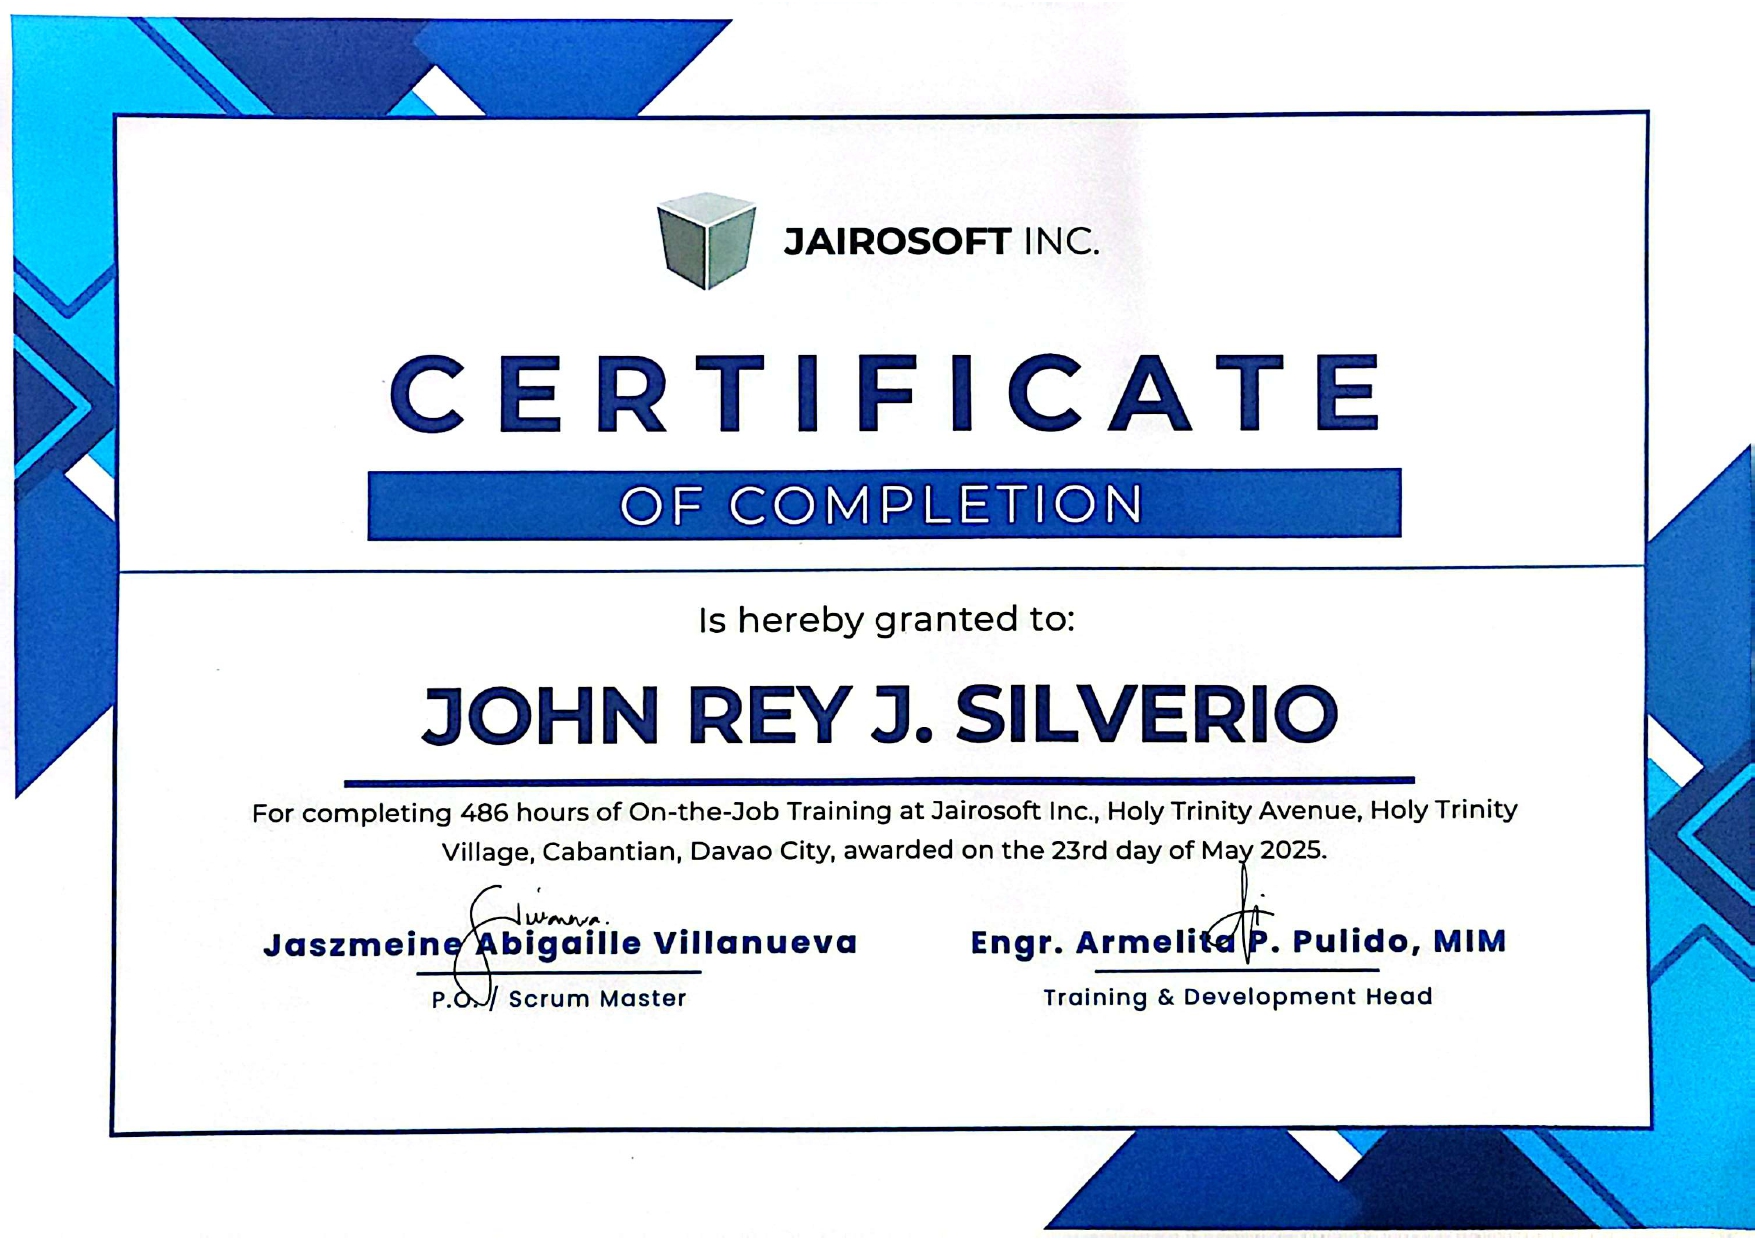 JAIROSOFT INC.
CERTIFICATE
OF COMPLETION
Is hereby granted to:
JOHN REY J. SILVERIO
For completing 486 hours of On-the-Job Training at Jairosoft Inc., Holy Trinity Avenue, Holy Trinity
Village, Cabantian, Davao City, awarded on the 23rd day of May 2025.
Jaszmeine Abigaille Villanueva
Engr. Armelita P. Pulido, MIM
P.O. / Scrum Master
Training & Development Head